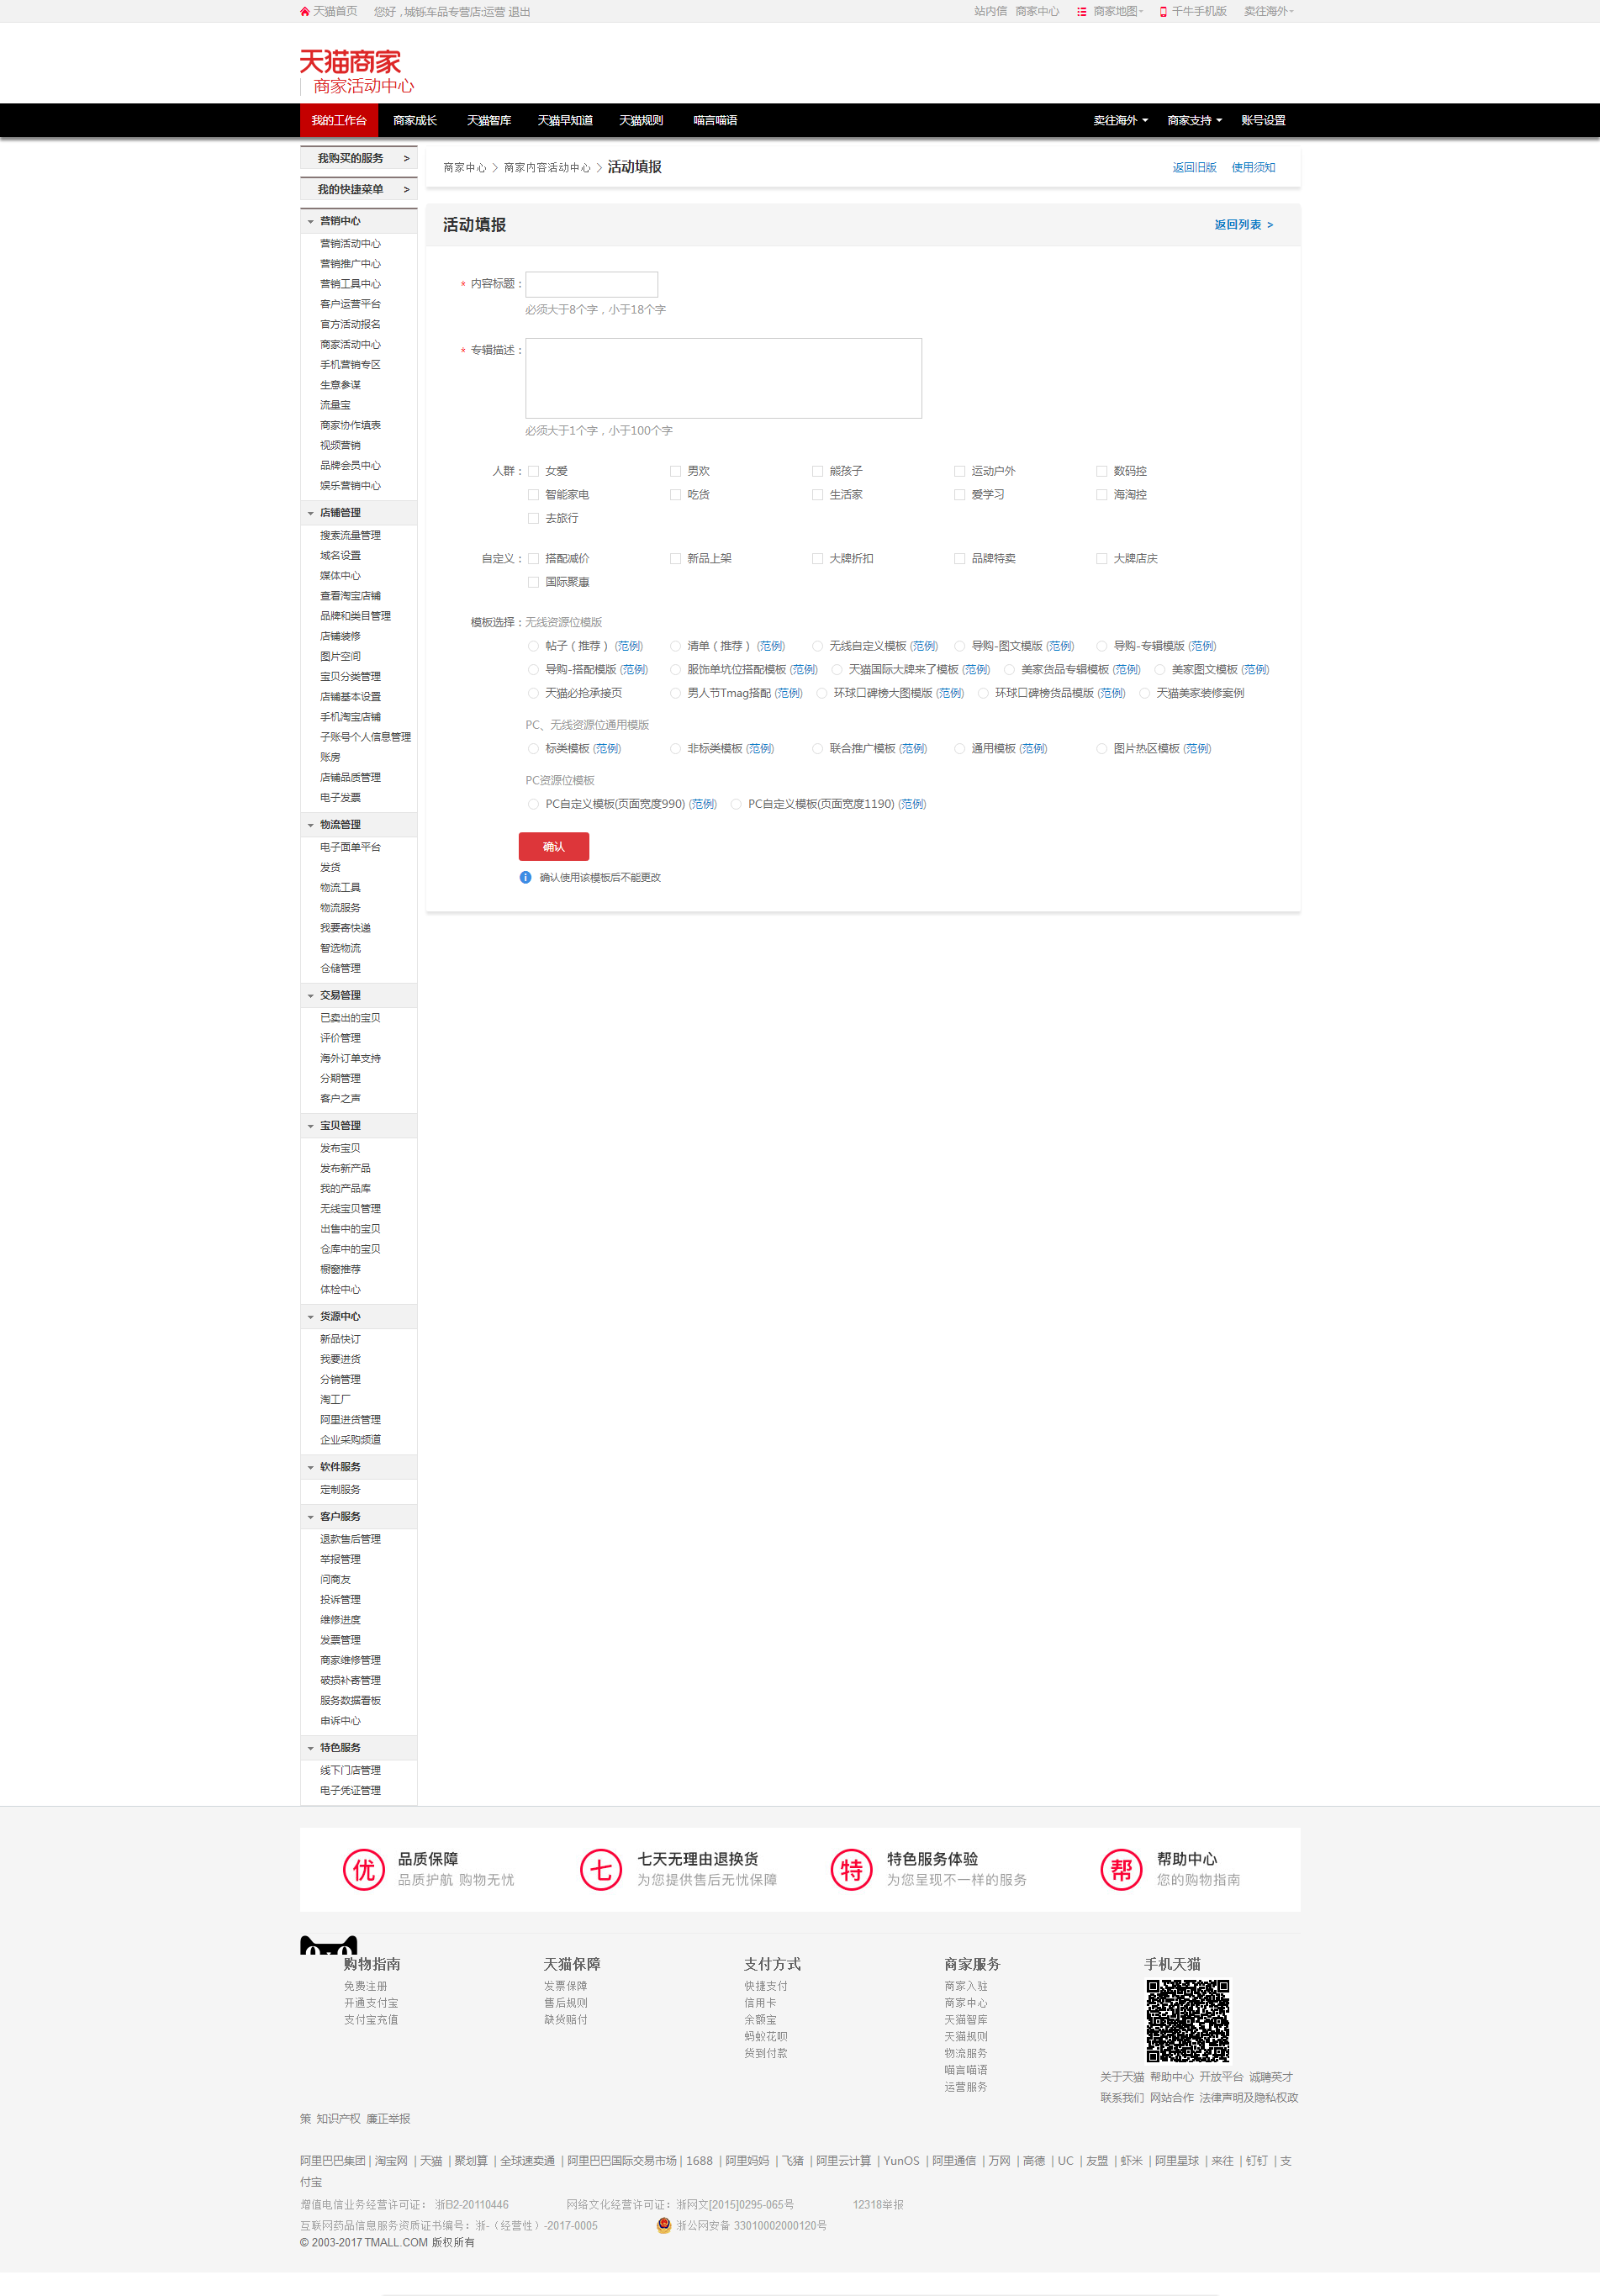 天猫首页 您好 , 城铄车品专营店:运营 退出 站内信 商家中心 商家地图 千牛手机版 卖往海外
天猫商家
商家活动中心
我的工作台 商家成长 天猫智库 天猫早知道 天猫规则 喵言喵语 卖往海外 商家支持 账号设置
我购买的服务 >
我的快捷菜单 >
营销中心
营销活动中心
营销推广中心
营销工具中心
客户运营平台
官方活动报名
商家活动中心
手机营销专区
生意参谋
流量宝
商家协作填表
视频营销
品牌会员中心
娱乐营销中心
店铺管理
搜索流量管理
域名设置
媒体中心
查看淘宝店铺
品牌和类目管理
店铺装修
图片空间
宝贝分类管理
店铺基本设置
手机淘宝店铺
子账号个人信息管理
账房
店铺品质管理
电子发票
物流管理
电子面单平台
发货
物流工具
物流服务
我要寄快递
智选物流
仓储管理
交易管理
已卖出的宝贝
评价管理
海外订单支持
分期管理
客户之声
宝贝管理
发布宝贝
发布新产品
我的产品库
无线宝贝管理
出售中的宝贝
仓库中的宝贝
橱窗推荐
体检中心
货源中心
新品快订
我要进货
分销管理
淘工厂
阿里进货管理
企业采购频道
软件服务
定制服务
客户服务
退款售后管理
举报管理
问商友
投诉管理
维修进度
发票管理
商家维修管理
破损补寄管理
服务数据看板
申诉中心
特色服务
线下门店管理
电子凭证管理
商家中心 > 商家内容活动中心 > 活动填报 返回旧版 使用须知
活动填报 返回列表 >
* 内容标题：
必须大于8个字，小于18个字
* 专辑描述：
必须大于1个字，小于100个字
人群： 女爱 男欢 熊孩子 运动户外 数码控
智能家电 吃货 生活家 爱学习 海淘控
去旅行
自定义： 搭配减价 新品上架 大牌折扣 品牌特卖 大牌店庆
国际聚惠
模板选择：无线资源位模版
帖子（推荐） (范例) 清单（推荐） (范例) 无线自定义模板 (范例) 导购-图文模版 (范例) 导购-专辑模版 (范例)
导购-搭配模版 (范例) 服饰单坑位搭配模板 (范例) 天猫国际大牌来了模板 (范例) 美家货品专辑模板 (范例) 美家图文模板 (范例)
天猫必抢承接页 男人节Tmag搭配 (范例) 环球口碑榜大图模版 (范例) 环球口碑榜货品模版 (范例) 天猫美家装修案例
PC、无线资源位通用模版
标类模板 (范例) 非标类模板 (范例) 联合推广模板 (范例) 通用模板 (范例) 图片热区模板 (范例)
PC资源位模板
PC自定义模板(页面宽度990) (范例) PC自定义模板(页面宽度1190) (范例)
确认
确认使用该模板后不能更改
优 品质保障 七 七天无理由退换货 特 特色服务体验 帮 帮助中心
品质护航 购物无忧 为您提供售后无忧保障 为您呈现不一样的服务 您的购物指南
购物指南 天猫保障 支付方式 商家服务 手机天猫
免费注册 发票保障 快捷支付 商家入驻
开通支付宝 售后规则 信用卡 商家中心
支付宝充值 缺货赔付 余额宝 天猫智库
蚂蚁花呗 天猫规则
货到付款 物流服务
喵言喵语
运营服务
关于天猫 帮助中心 开放平台 诚聘英才
联系我们 网站合作 法律声明及隐私权政
策 知识产权 廉正举报
阿里巴巴集团 | 淘宝网 | 天猫 | 聚划算 | 全球速卖通 | 阿里巴巴国际交易市场 | 1688 | 阿里妈妈 | 飞猪 | 阿里云计算 | YunOS | 阿里通信 | 万网 | 高德 | UC | 友盟 | 虾米 | 阿里星球 | 来往 | 钉钉 | 支
付宝
增值电信业务经营许可证： 浙B2-20110446 网络文化经营许可证：浙网文[2015]0295-065号 12318举报
互联网药品信息服务资质证书编号：浙-（经营性）-2017-0005 浙公网安备 33010002000120号
© 2003-2017 TMALL.COM 版权所有